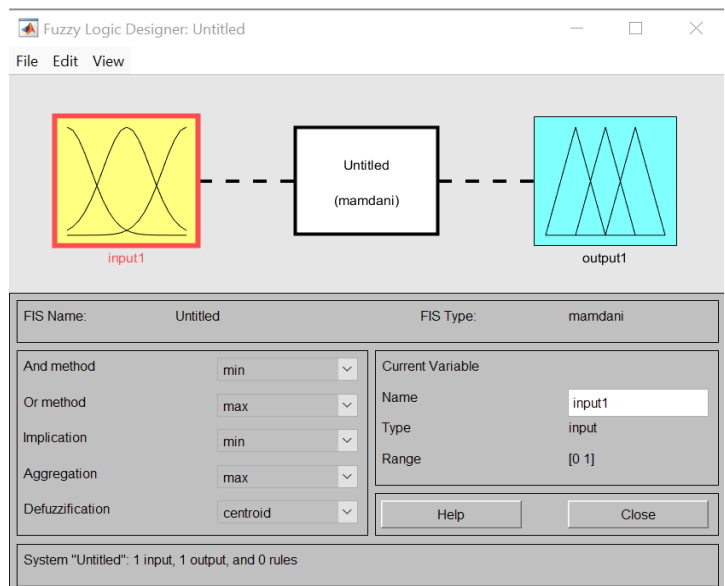 Fuzzy Logic Designer: Untitled
File Edit View
Untitled
(mamdani)
input1
output1
FIS Name: Untitled FIS Type: mamdani
And method min
Or method max
Implication min
Aggregation max
Defuzzification centroid
Current Variable
Name input1
Type input
Range [0 1]
Help Close
System "Untitled": 1 input, 1 output, and 0 rules